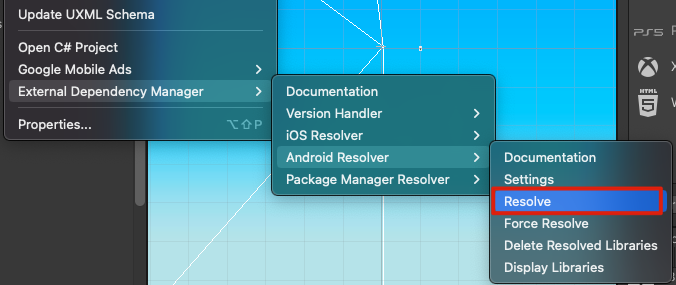 Update UXML Schema
Open C# Project
Google Mobile Ads
External Dependency Manager
Properties...
⌥⇧P
Documentation
Version Handler
iOS Resolver
Android Resolver
Package Manager Resolver
Documentation
Settings
Resolve
Force Resolve
Delete Resolved Libraries
Display Libraries
PS5
HTML
5